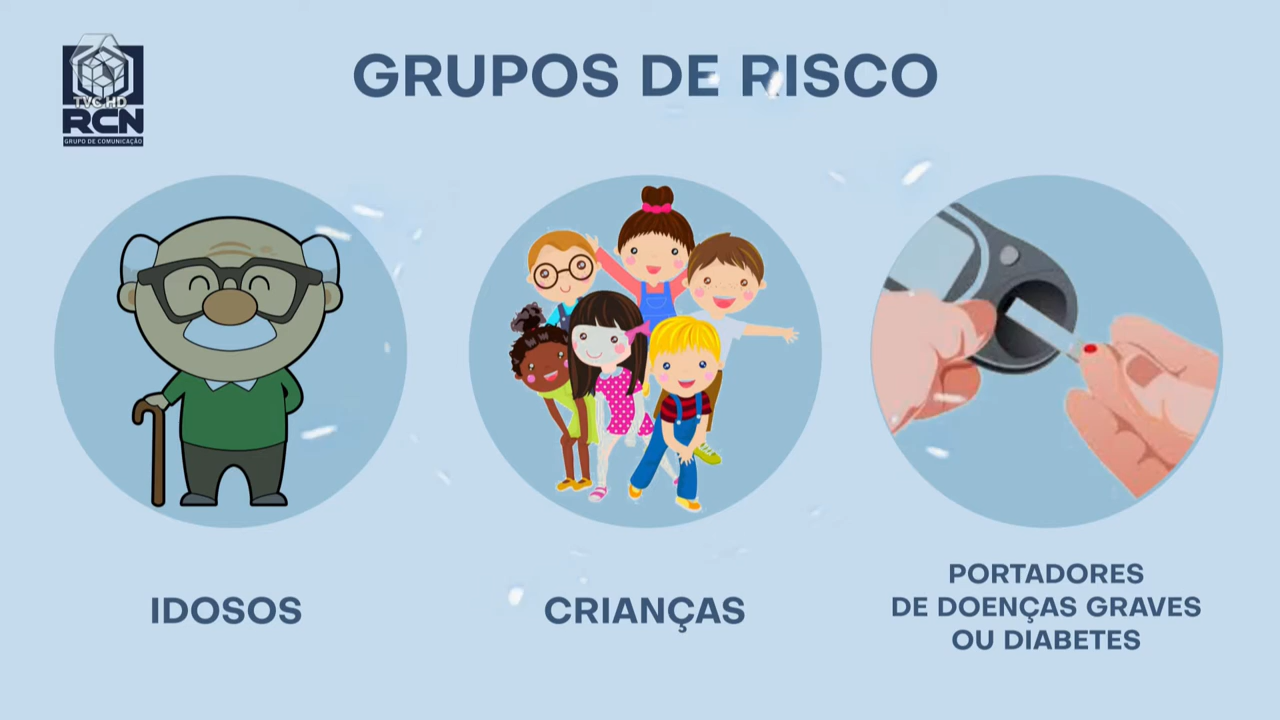 GRUPOS DE RISCO
TVC HD
RCN
GRUPO DE COMUNICAÇÃO
IDOSOS
CRIANÇAS
PORTADORES
DE DOENÇAS GRAVES
OU DIABETES